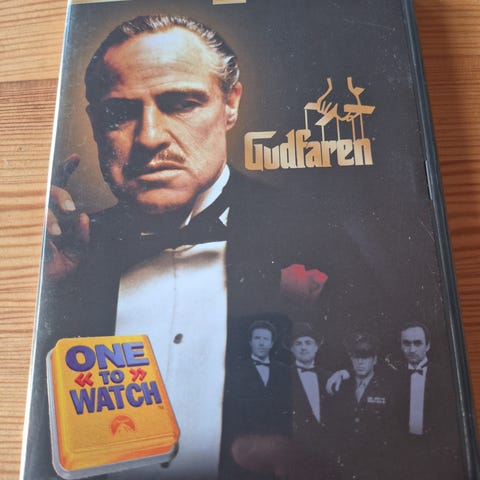 Gudfaren
ONE
« TO »
WATCH